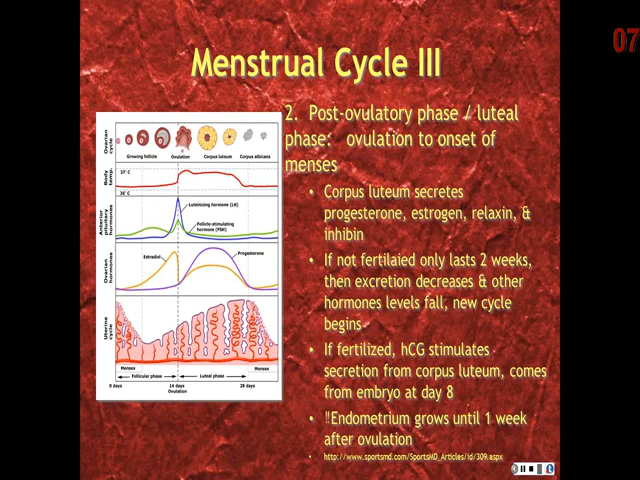 07
Menstrual Cycle III
2. Post-ovulatory phase / luteal
phase: ovulation to onset of
menses
• Corpus luteum secretes
progesterone, estrogen, relaxin, &
inhibin
• If not fertilaied only lasts 2 weeks,
then excretion decreases & other
hormones levels fall, new cycle
begins
• If fertilized, hCG stimulates
secretion from corpus luteum, comes
from embryo at day 8
• "Endometrium grows until 1 week
after ovulation
• http://www.sportsmd.com/SportsMD_Articles/id/309.aspx
Ovarian cycle
Growing follicle Ovulation Corpus luteum Corpus albicans
Body temp.
37° C
36° C
Anterior pituitary hormones
Luteinizing hormone (LH)
Follicle-stimulating
hormone (FSH)
Ovarian hormones
Estradiol
Progesterone
Uterine cycle
Menses Menses
Follicular phase Luteal phase
0 days 14 days 28 days
Ovulation